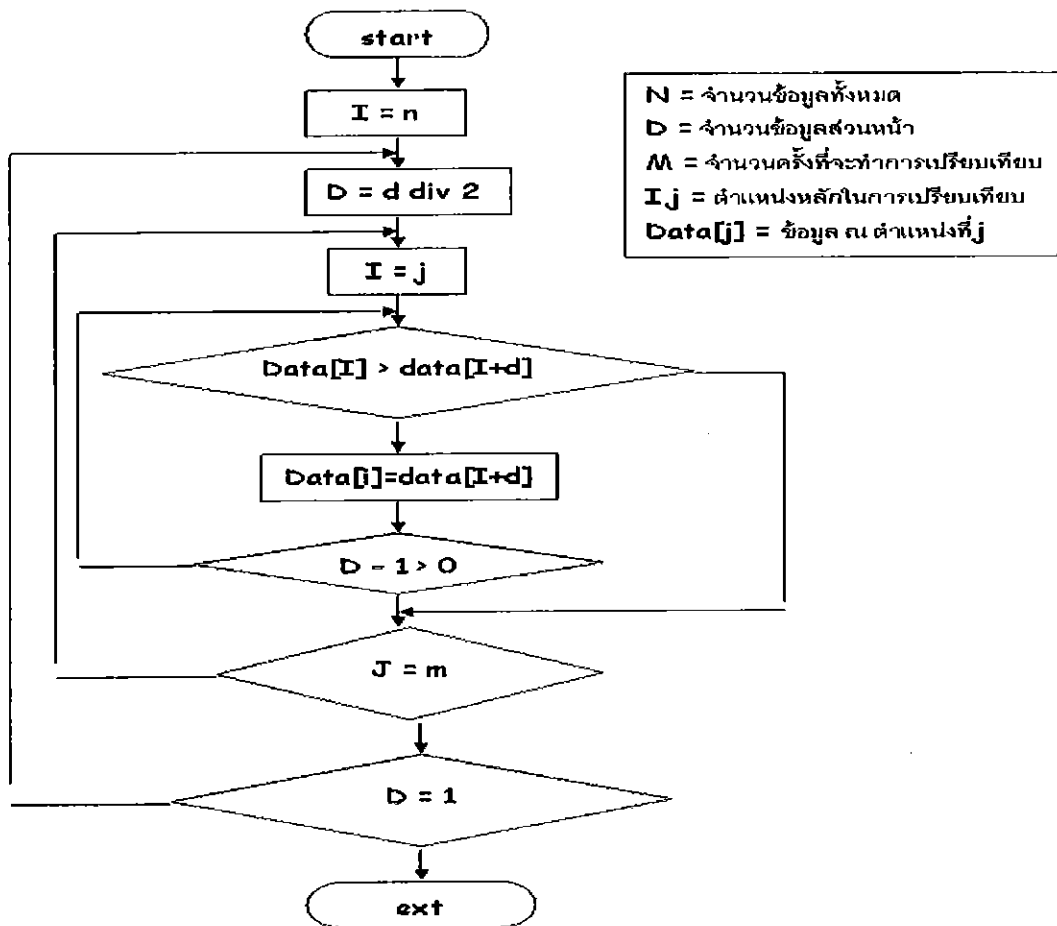 start
I = n
D = d div 2
I = j
Data[I] > data[I+d]
Data[i]=data[I+d]
D - 1 > 0
J = m
D = 1
ext
N = จำนวนข้อมูลทั้งหมด
D = จำนวนข้อมูลส่วนหน้า
M = จำนวนครั้งที่จะทำการเปรียบเทียบ
I,j = ตำแหน่งหลักในการเปรียบเทียบ
Data[j] = ข้อมูล ณ ตำแหน่งที่ j